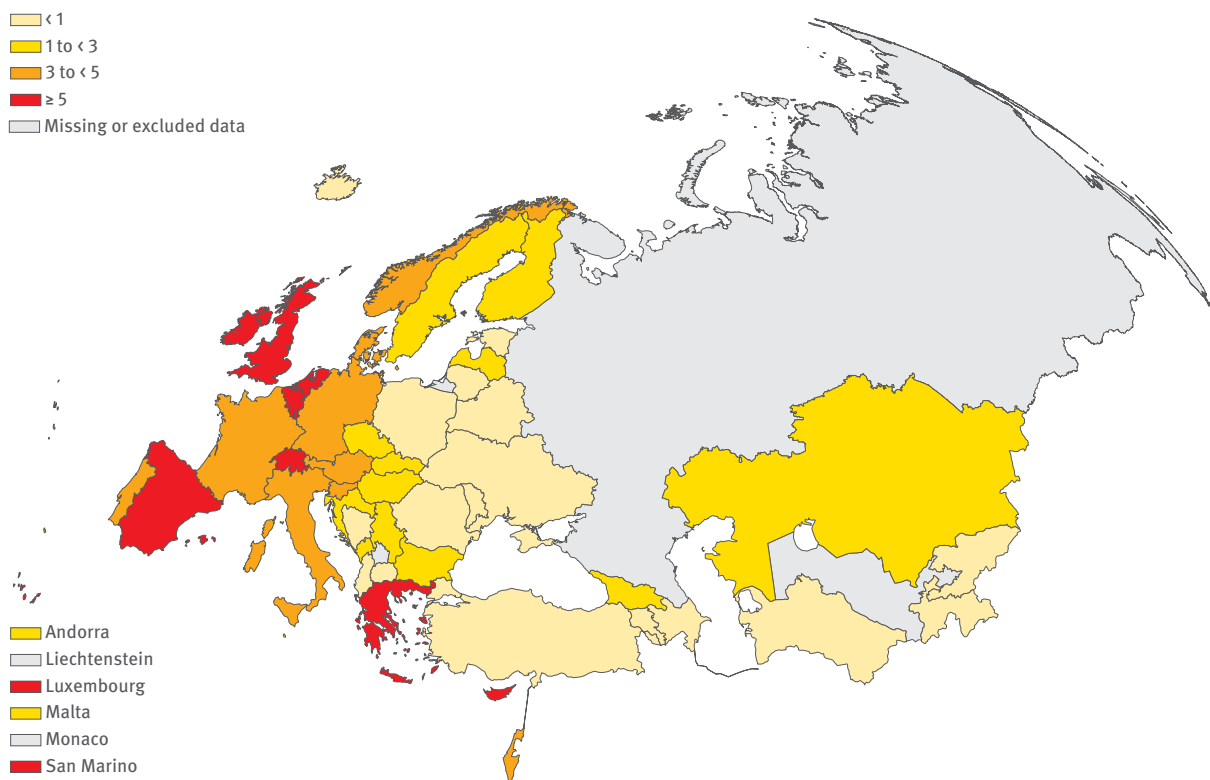 < 1
1 to < 3
3 to < 5
≥ 5
Missing or excluded data
Andorra
Liechtenstein
Luxembourg
Malta
Monaco
San Marino